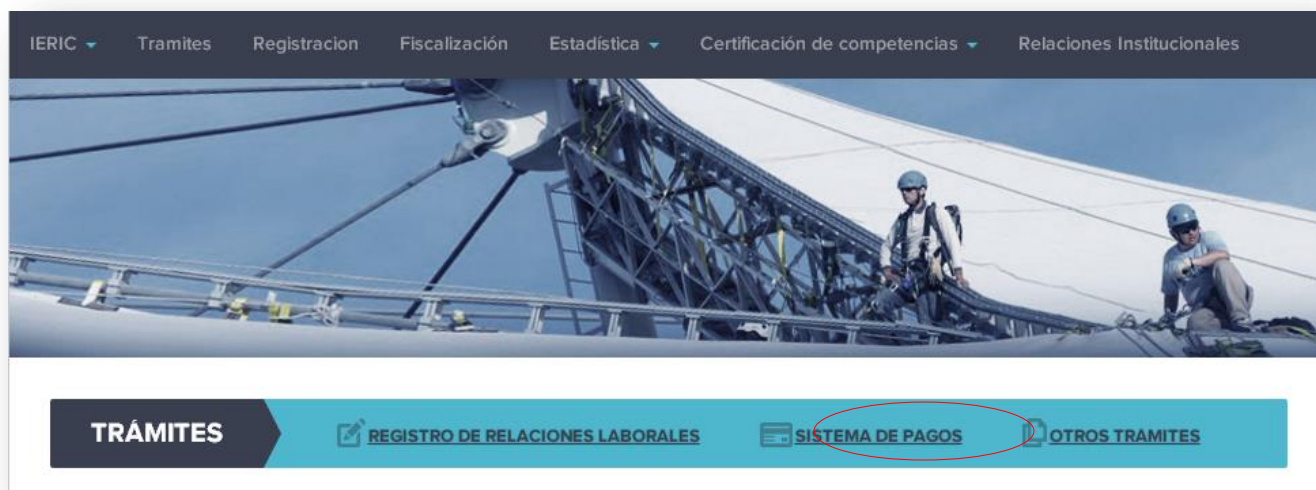 IERIC Tramites Registracion Fiscalización Estadística Certificación de competencias Relaciones Institucionales
TRÁMITES REGISTRO DE RELACIONES LABORALES SISTEMA DE PAGOS OTROS TRAMITES